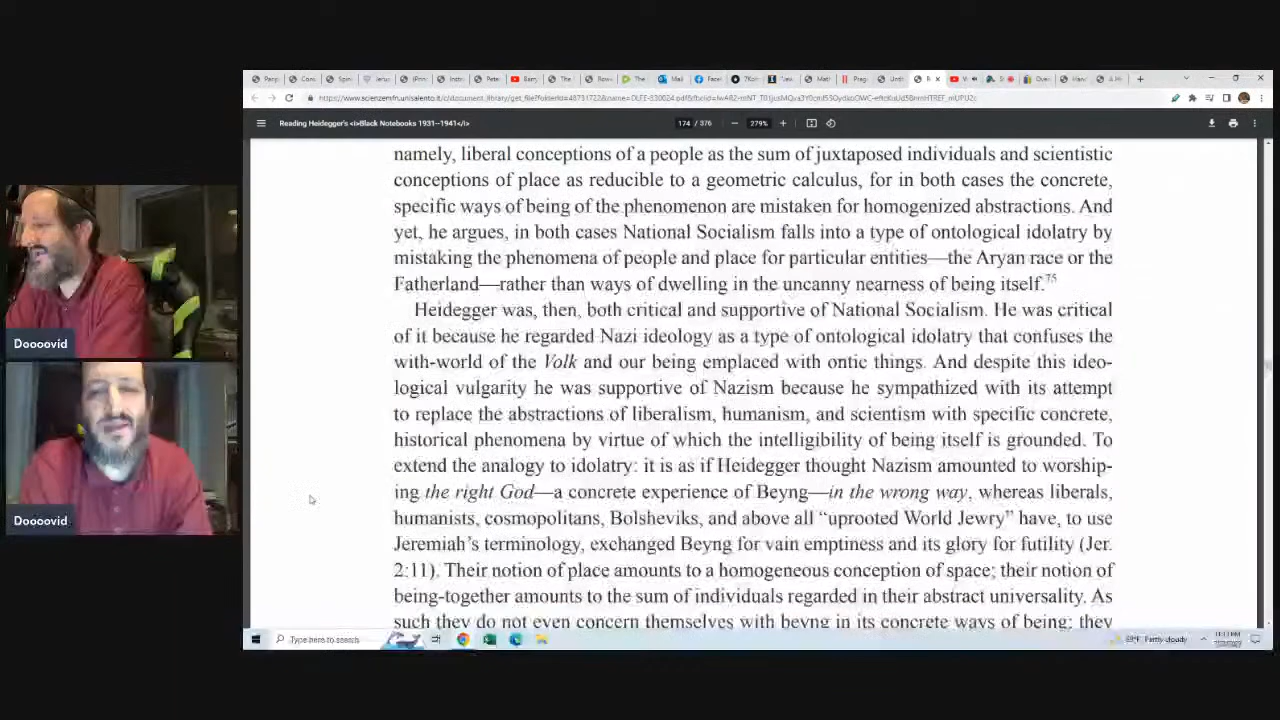 Reading Heidegger's <i>Black Notebooks 1931--1941</i>
174 / 376
279%
namely, liberal conceptions of a people as the sum of juxtaposed individuals and scientistic
conceptions of place as reducible to a geometric calculus, for in both cases the concrete,
specific ways of being of the phenomenon are mistaken for homogenized abstractions. And
yet, he argues, in both cases National Socialism falls into a type of ontological idolatry by
mistaking the phenomena of people and place for particular entities—the Aryan race or the
Fatherland—rather than ways of dwelling in the uncanny nearness of being itself.75
Heidegger was, then, both critical and supportive of National Socialism. He was critical
of it because he regarded Nazi ideology as a type of ontological idolatry that confuses the
with-world of the Volk and our being emplaced with ontic things. And despite this ideo-
logical vulgarity he was supportive of Nazism because he sympathized with its attempt
to replace the abstractions of liberalism, humanism, and scientism with specific concrete,
historical phenomena by virtue of which the intelligibility of being itself is grounded. To
extend the analogy to idolatry: it is as if Heidegger thought Nazism amounted to worship-
ing the right God—a concrete experience of Beyng—in the wrong way, whereas liberals,
humanists, cosmopolitans, Bolsheviks, and above all “uprooted World Jewry” have, to use
Jeremiah’s terminology, exchanged Beyng for vain emptiness and its glory for futility (Jer.
2:11). Their notion of place amounts to a homogeneous conception of space; their notion of
being-together amounts to the sum of individuals regarded in their abstract universality. As
such they do not even concern themselves with beyng in its concrete ways of being; they
Doooovid
Doooovid
Type here to search
Partly cloudy